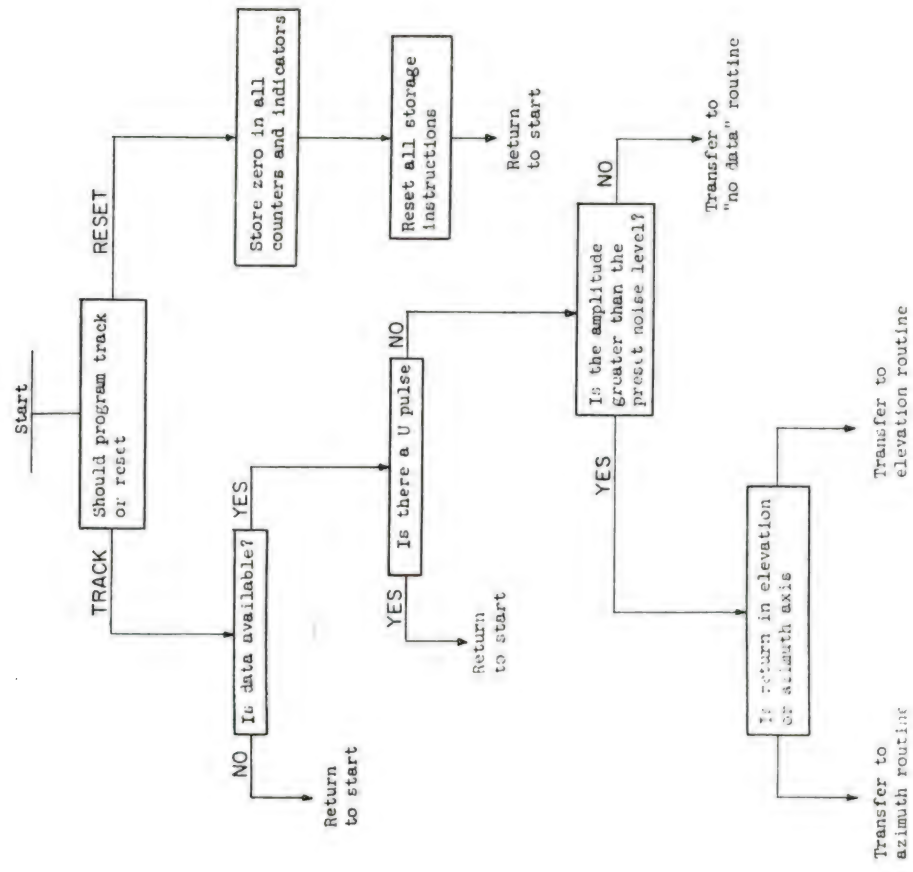 Start
Should program track
or reset
TRACK
RESET
Is data available?
NO
YES
Return
to start
Store zero in all
counters and indicators
Reset all storage
instructions
Return
to start
Is there a U pulse
YES
NO
Return
to start
Is the amplitude
greater than the
preset noise level?
YES
NO
Transfer to
"no data" routine
Is return in elevation
or azimuth axis
Transfer to
azimuth routine
Transfer to
elevation routine